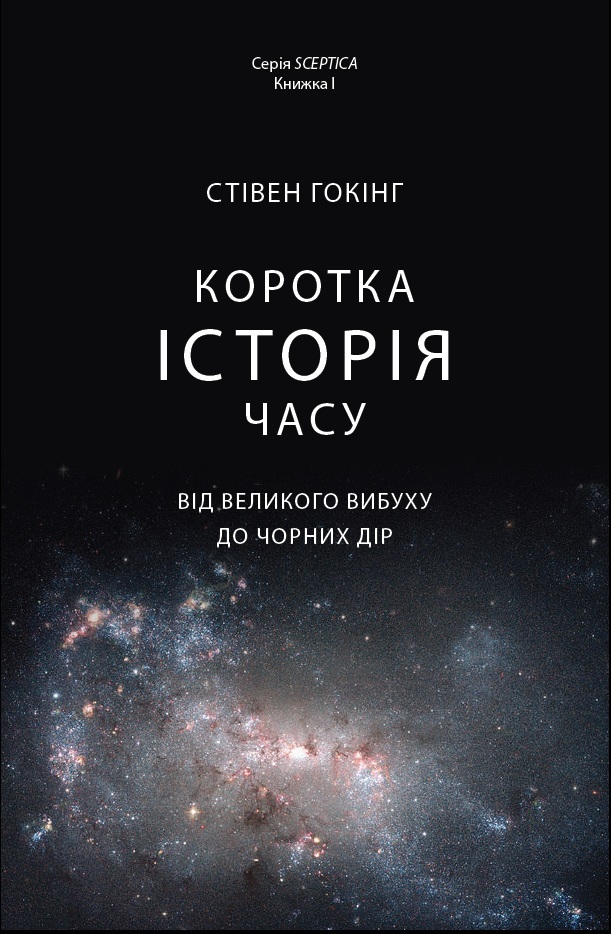 Серія SCEPTICA
Книжка I
СТІВЕН ГОКІНГ
КОРОТКА
ІСТОРІЯ
ЧАСУ
ВІД ВЕЛИКОГО ВИБУХУ
ДО ЧОРНИХ ДІР